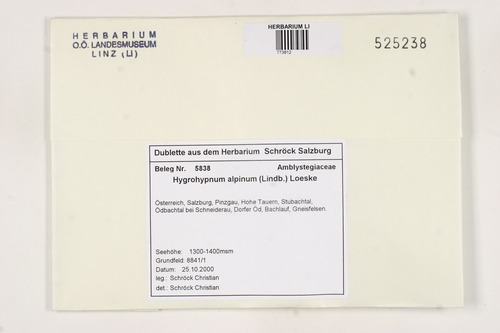 HERBARIUM
O.Ö. LANDESMUSEUM
LINZ (LI)
HERBARIUM LI
773912
525238
Dublette aus dem Herbarium Schröck Salzburg
Beleg Nr. 5838 Amblystegiaceae
Hygrohypnum alpinum (Lindb.) Loeske
Österreich, Salzburg, Pinzgau, Hohe Tauern, Stubachtal,
Ödbachtal bei Schneiderau, Dorfer Öd, Bachlauf, Gneisfelsen.
Seehöhe: 1300-1400msm
Grundfeld: 8841/1
Datum: 25.10.2000
leg.: Schröck Christian
det.: Schröck Christian